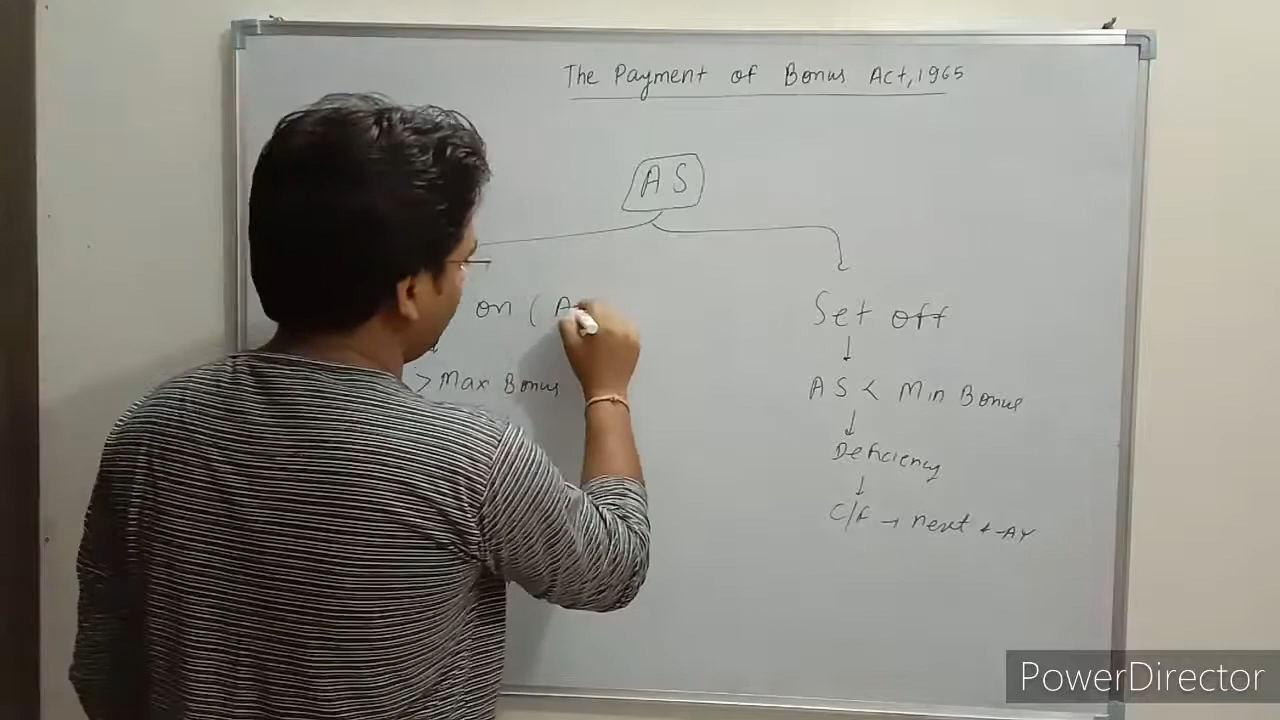 The Payment of Bonus Act, 1965
AS
on ( A
Set off
> Max Bonus
AS < Min Bonus
Deficiency
C/f → next 4 AY
PowerDirector